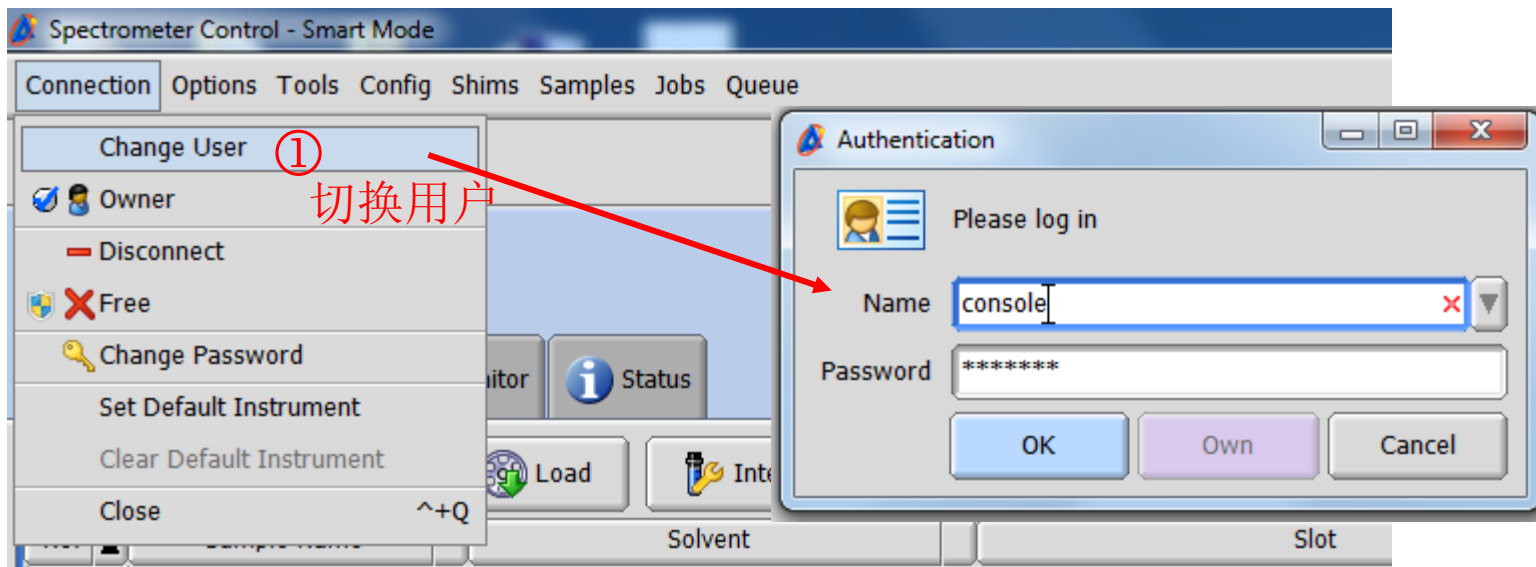 Spectrometer Control - Smart Mode
Connection Options Tools Config Shims Samples Jobs Queue
Change User ①
切换用户
Owner
Disconnect
Free
Change Password
Set Default Instrument
Clear Default Instrument
Close ^+Q
itor Status
Load Inte
Solvent Slot
Authentication
Please log in
Name console
Password *******
OK Own Cancel